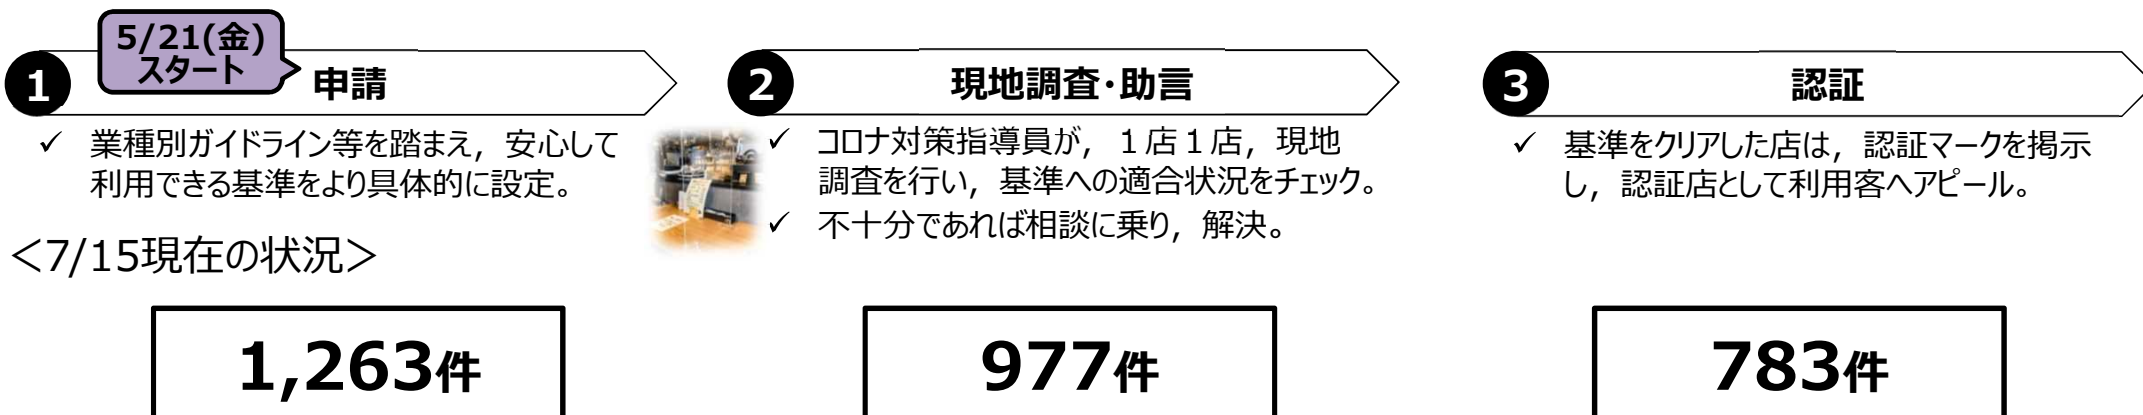 5/21(金)
スタート
1 申請
✓ 業種別ガイドライン等を踏まえ，安心して
利用できる基準をより具体的に設定。
2 現地調査･助言
✓ コロナ対策指導員が，１店１店，現地
調査を行い，基準への適合状況をチェック。
✓ 不十分であれば相談に乗り，解決。
3 認証
✓ 基準をクリアした店は，認証マークを掲示
し，認証店として利用客へアピール。
＜7/15現在の状況＞
1,263件
977件
783件